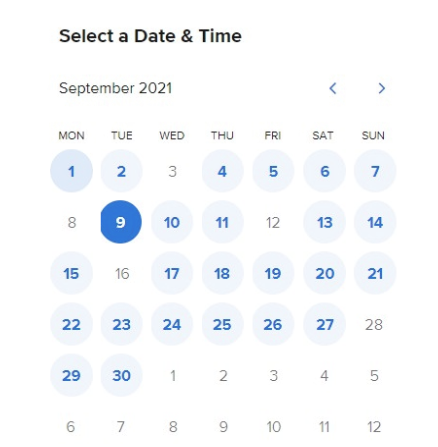 Select a Date & Time
September 2021
MON TUE WED THU FRI SAT SUN
1 2 3 4 5 6 7
8 9 10 11 12 13 14
15 16 17 18 19 20 21
22 23 24 25 26 27 28
29 30 1 2 3 4 5
6 7 8 9 10 11 12